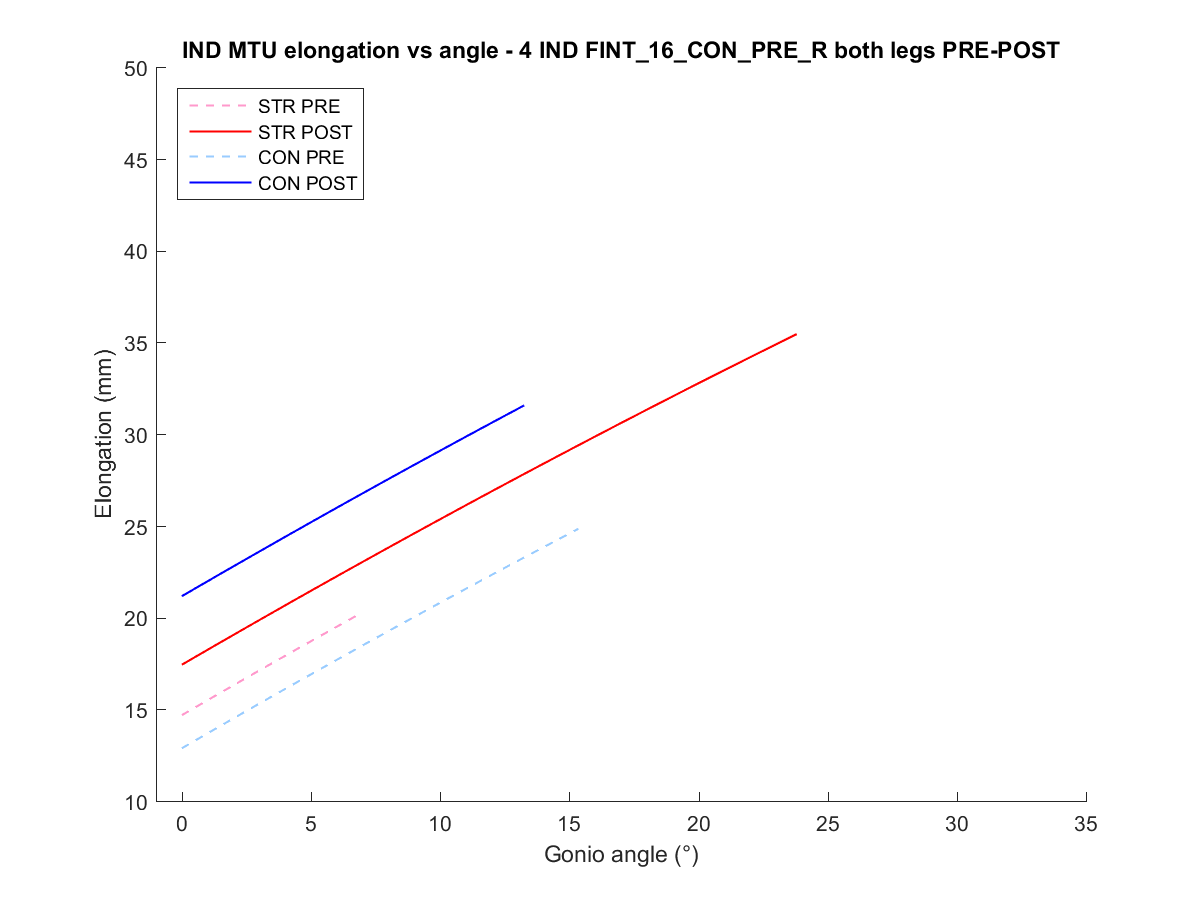 IND MTU elongation vs angle - 4 IND FINT_16_CON_PRE_R both legs PRE-POST
50
45
40
35
30
25
20
15
10
STR PRE
STR POST
CON PRE
CON POST
Elongation (mm)
0 5 10 15 20 25 30 35
Gonio angle (°)